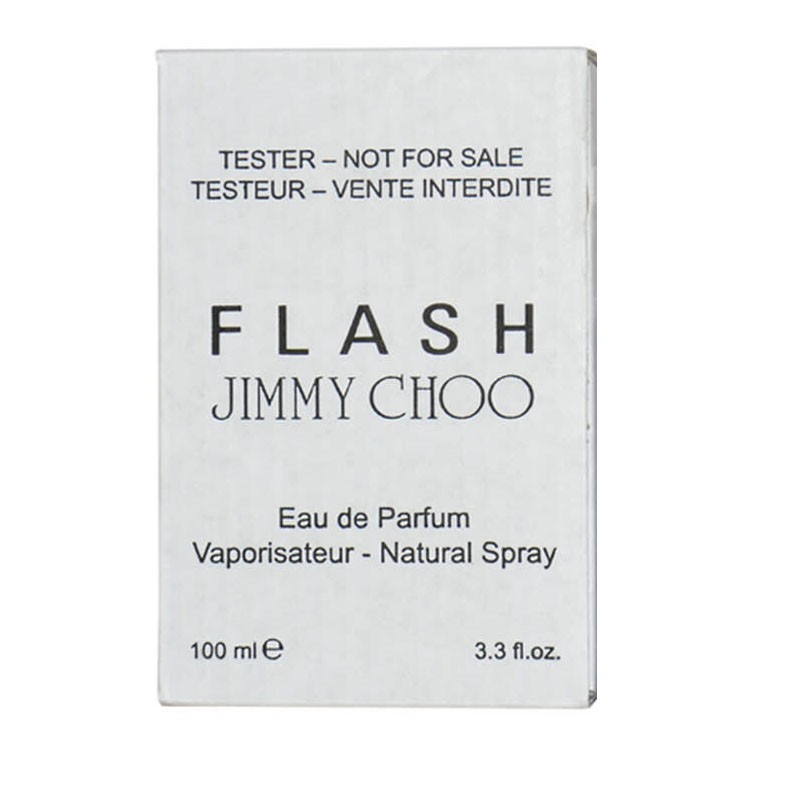 TESTER – NOT FOR SALE
TESTEUR – VENTE INTERDITE
FLASH
JIMMY CHOO
Eau de Parfum
Vaporisateur - Natural Spray
100 ml ℮ 3.3 fl.oz.